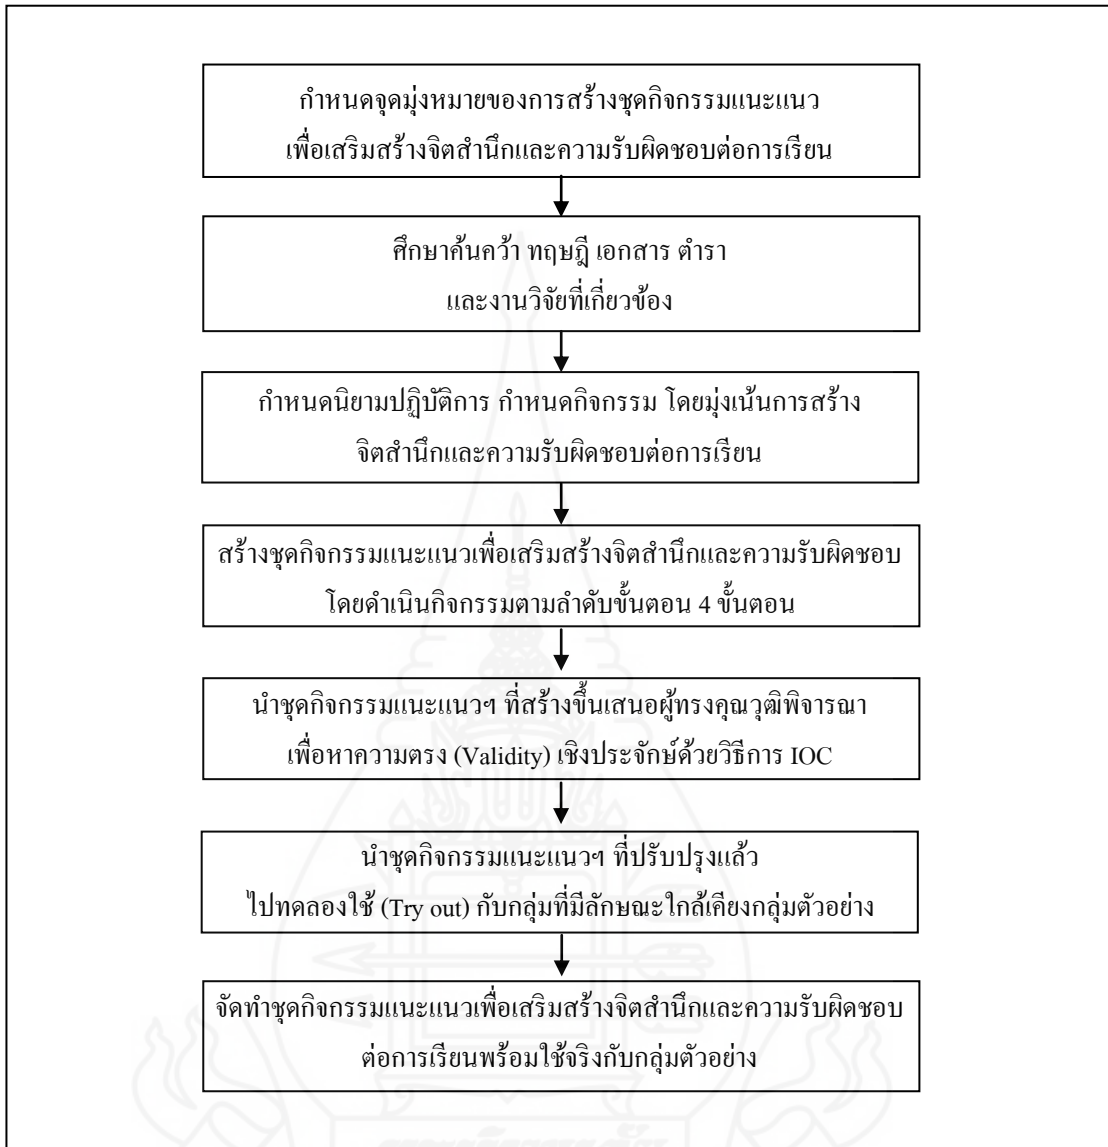 กำหนดจุดมุ่งหมายของการสร้างชุดกิจกรรมแนะแนว
เพื่อเสริมสร้างจิตสำนึกและความรับผิดชอบต่อการเรียน
ศึกษาค้นคว้า ทฤษฎี เอกสาร ตำรา
และงานวิจัยที่เกี่ยวข้อง
กำหนดนิยามปฏิบัติการ กำหนดกิจกรรม โดยมุ่งเน้นการสร้าง
จิตสำนึกและความรับผิดชอบต่อการเรียน
สร้างชุดกิจกรรมแนะแนวเพื่อเสริมสร้างจิตสำนึกและความรับผิดชอบ
โดยดำเนินกิจกรรมตามลำดับขั้นตอน 4 ขั้นตอน
นำชุดกิจกรรมแนะแนวฯ ที่สร้างขึ้นเสนอผู้ทรงคุณวุฒิพิจารณา
เพื่อหาความตรง (Validity) เชิงประจักษ์ด้วยวิธีการ IOC
นำชุดกิจกรรมแนะแนวฯ ที่ปรับปรุงแล้ว
ไปทดลองใช้ (Try out) กับกลุ่มที่มีลักษณะใกล้เคียงกลุ่มตัวอย่าง
จัดทำชุดกิจกรรมแนะแนวเพื่อเสริมสร้างจิตสำนึกและความรับผิดชอบ
ต่อการเรียนพร้อมใช้จริงกับกลุ่มตัวอย่าง